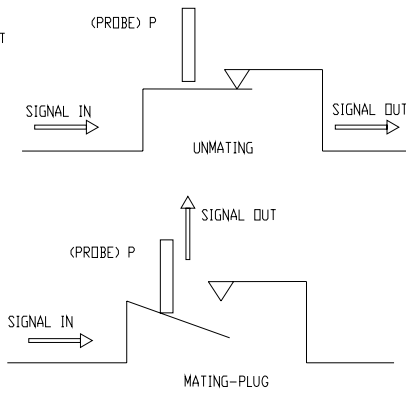 (PROBE) P
T
SIGNAL IN
SIGNAL OUT
UNMATING
SIGNAL OUT
(PROBE) P
SIGNAL IN
MATING-PLUG